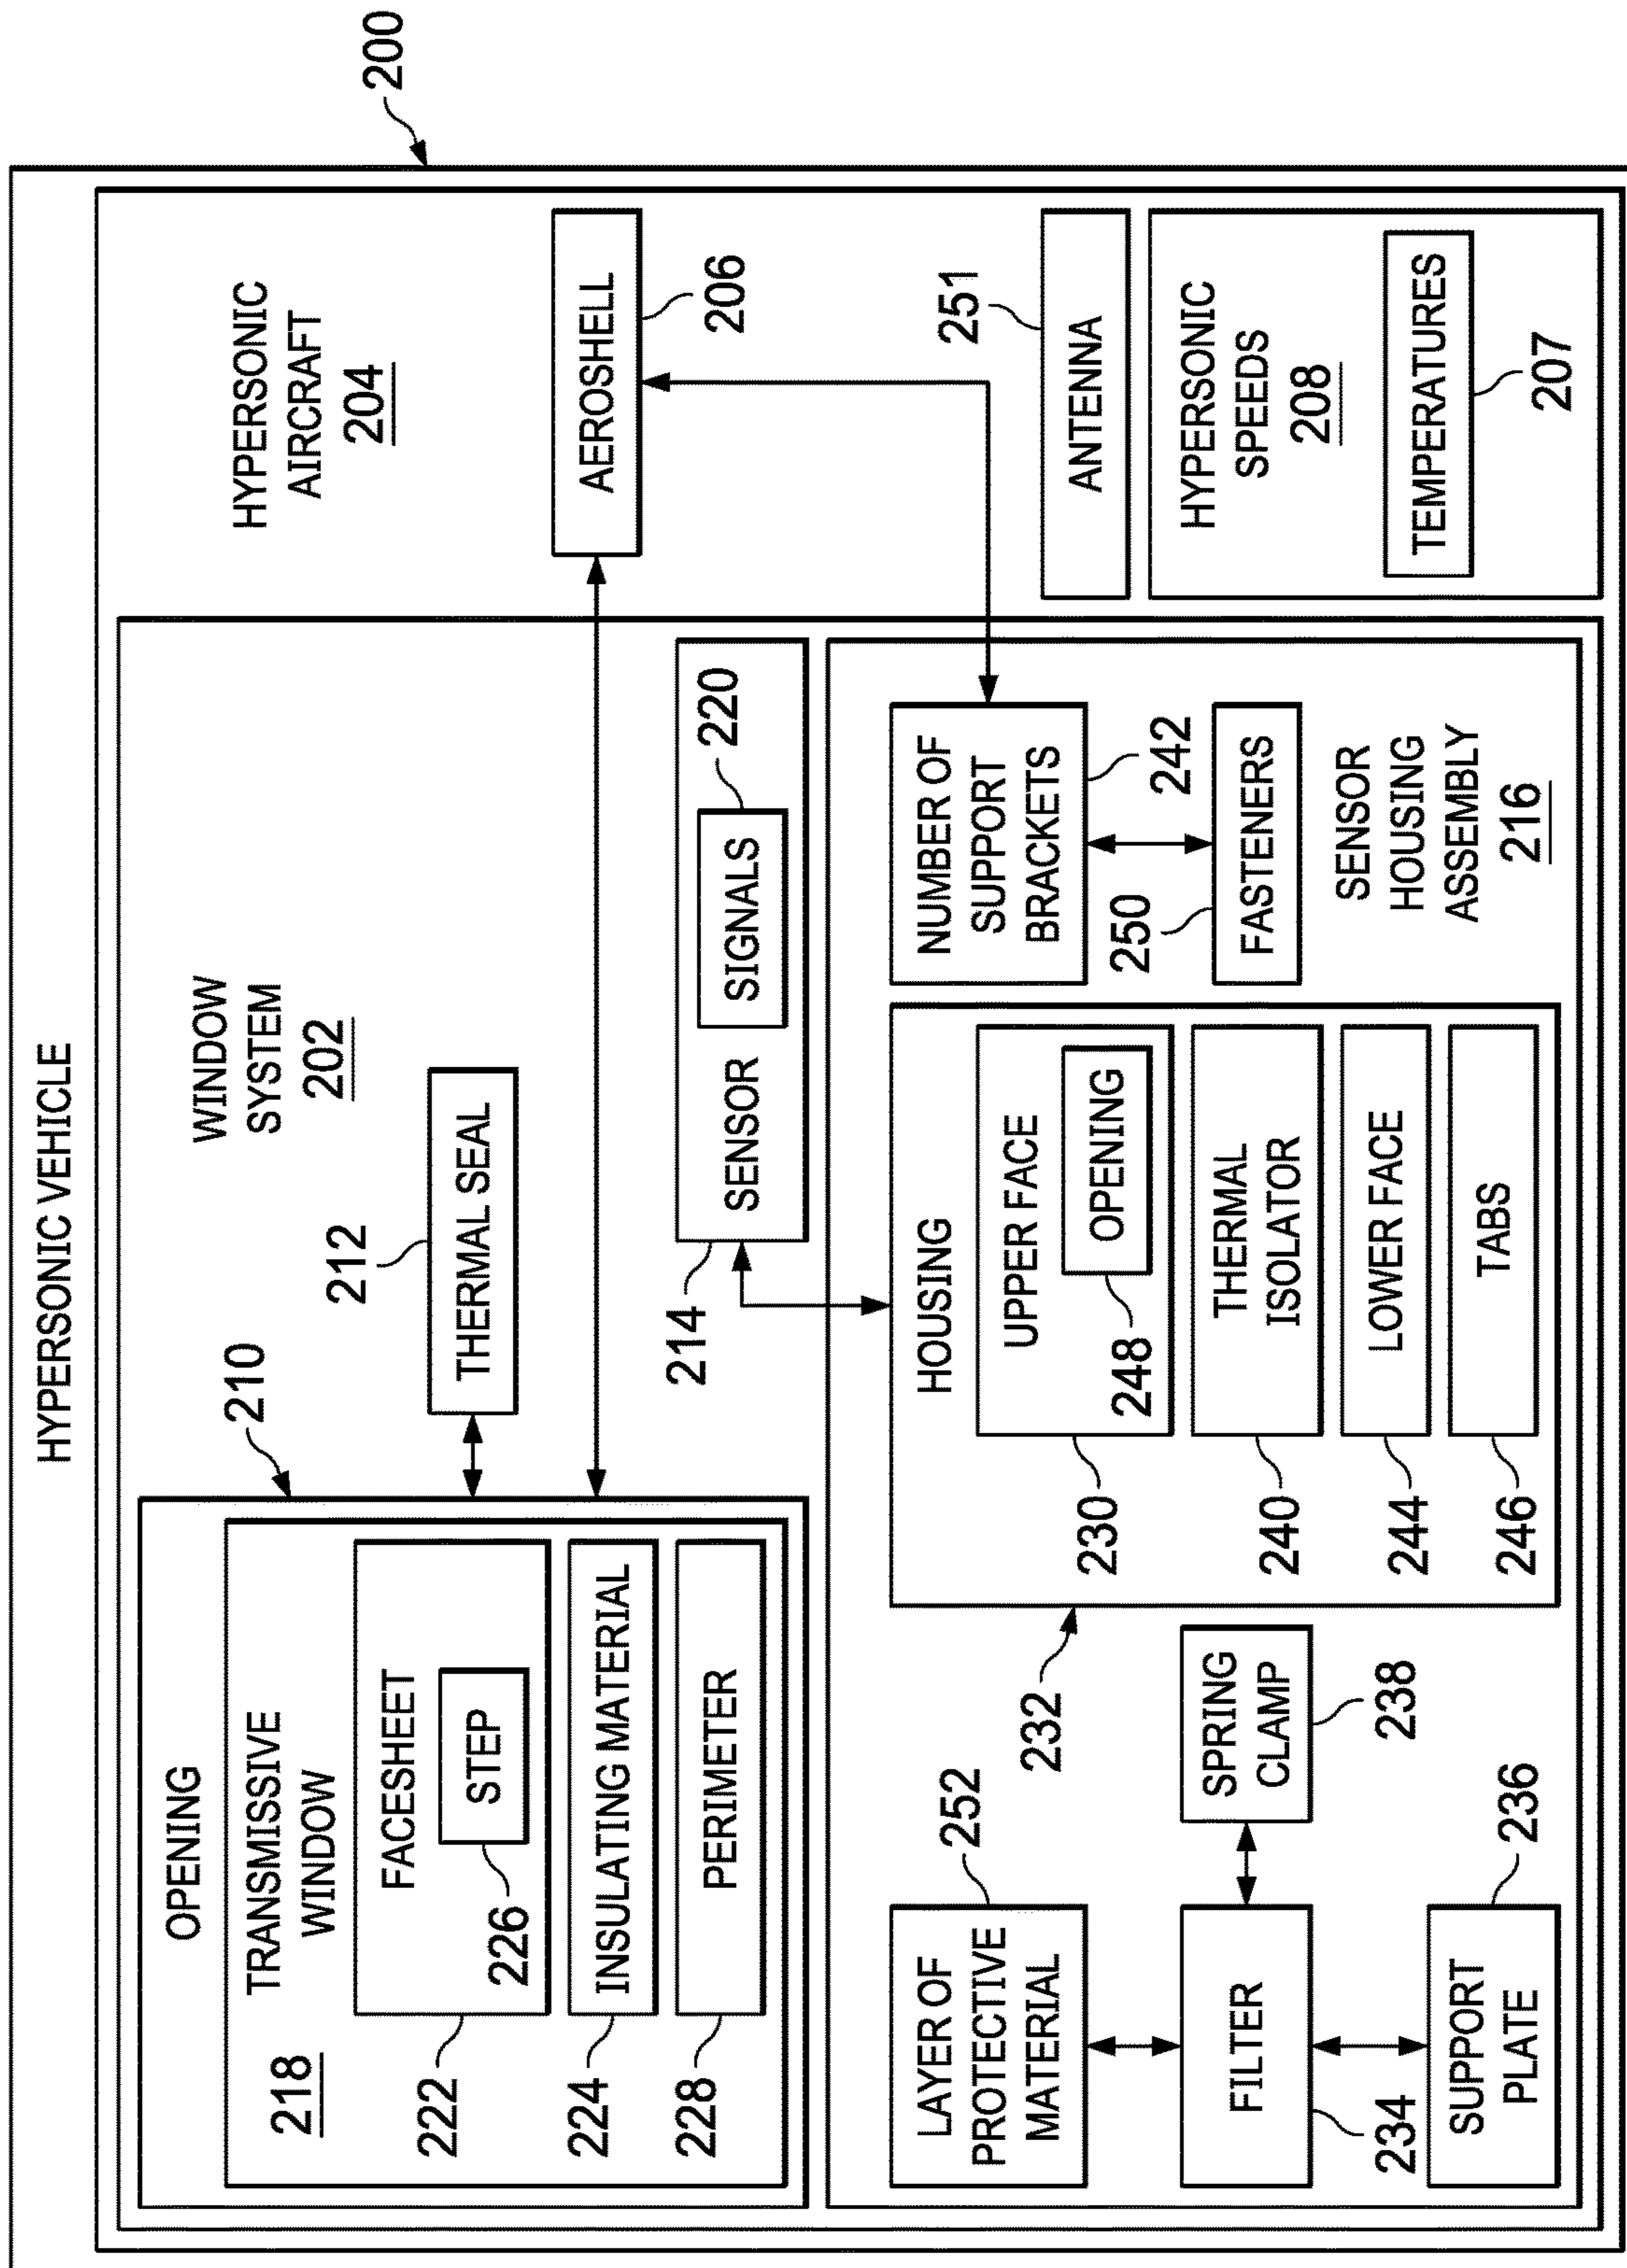 HYPERSONIC VEHICLE
200
HYPERSONIC
AIRCRAFT
204
AEROSHELL
206
251
ANTENNA
HYPERSONIC
SPEEDS
208
TEMPERATURES
207
WINDOW
SYSTEM
202
212
THERMAL SEAL
210
OPENING
TRANSMISSIVE
WINDOW
218
FACESHEET
STEP
226
222
INSULATING MATERIAL
224
PERIMETER
228
SENSOR
SIGNALS
220
214
NUMBER OF
SUPPORT
BRACKETS
242
250
FASTENERS
SENSOR
HOUSING
ASSEMBLY
216
HOUSING
UPPER FACE
OPENING
248
230
THERMAL
ISOLATOR
240
LOWER FACE
244
TABS
246
232
SPRING
CLAMP
238
252
LAYER OF
PROTECTIVE
MATERIAL
FILTER
234
SUPPORT
PLATE
236